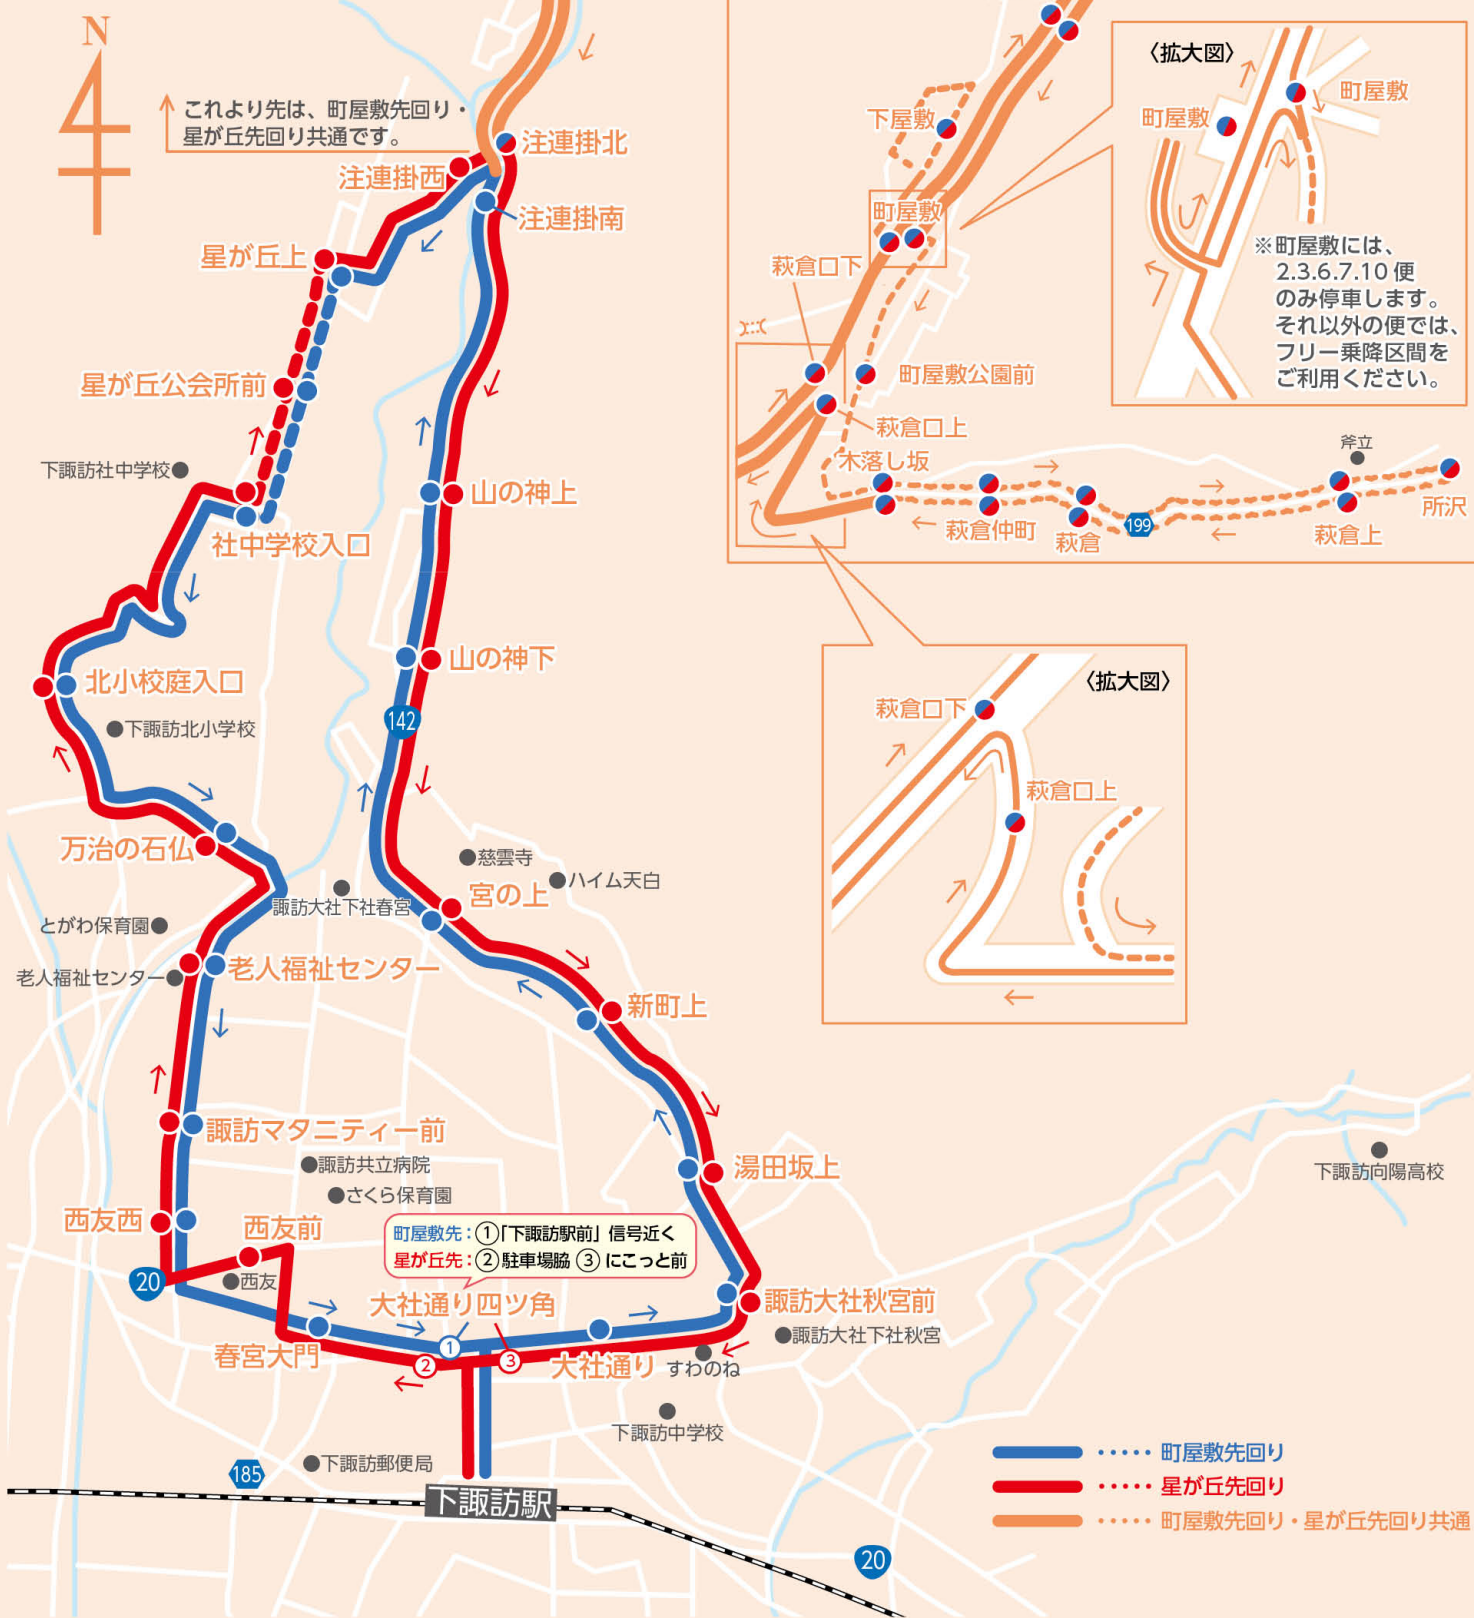 N
これより先は、町屋敷先回り・
星が丘先回り共通です。
注連掛北
注連掛西
注連掛南
星が丘上
星が丘公会所前
下諏訪社中学校
社中学校入口
山の神上
山の神下
北小校庭入口
下諏訪北小学校
142
万治の石仏
慈雲寺
ハイム天白
宮の上
諏訪大社下社春宮
とがわ保育園
老人福祉センター
老人福祉センター
新町上
諏訪マタニティー前
諏訪共立病院
さくら保育園
湯田坂上
西友西
西友前
町屋敷先：①「下諏訪駅前」信号近く
星が丘先：②駐車場脇 ③にこっと前
20
西友
大社通り四ツ角
諏訪大社秋宮前
諏訪大社下社秋宮
春宮大門
1
2
3
大社通り
すわのね
下諏訪中学校
185
下諏訪郵便局
下諏訪駅
20
下諏訪向陽高校
下屋敷
町屋敷
萩倉口下
町屋敷公園前
萩倉口上
木落し坂
萩倉仲町
萩倉
199
斧立
萩倉上
所沢
〈拡大図〉
町屋敷
町屋敷
※町屋敷には、
2.3.6.7.10 便
のみ停車します。
それ以外の便では、
フリー乗降区間を
ご利用ください。
〈拡大図〉
萩倉口下
萩倉口上
・・・・・ 町屋敷先回り
・・・・・ 星が丘先回り
・・・・・ 町屋敷先回り・星が丘先回り共通